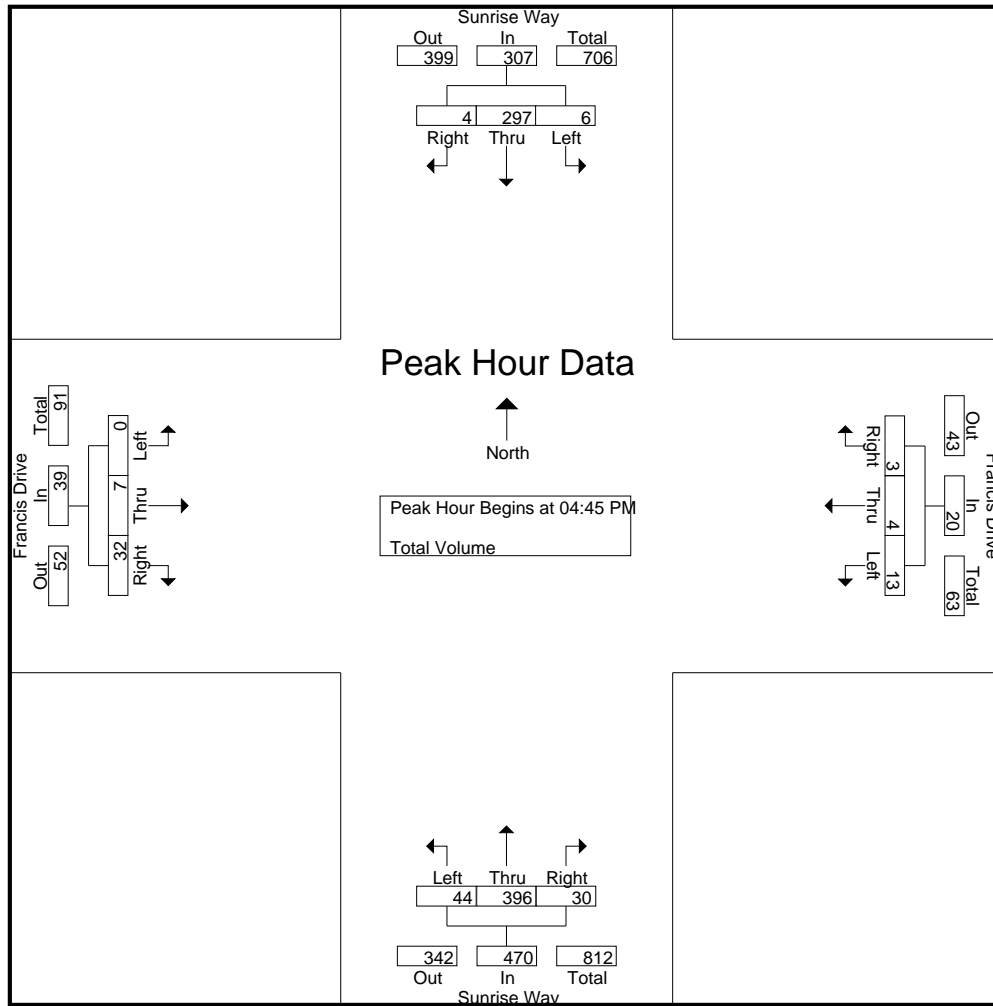 Sunrise Way
Out In Total
399 307 706
4 297 6
Right Thru Left
Peak Hour Data
North
Peak Hour Begins at 04:45 PM
Total Volume
Francis Drive
Out In Total
52 39 91
Right Thru Left
32 7 0
Francis Drive
Out In Total
43 20 63
Right Thru Left
3 4 13
Left Thru Right
44 396 30
342 470 812
Out In Total
Sunrise Way